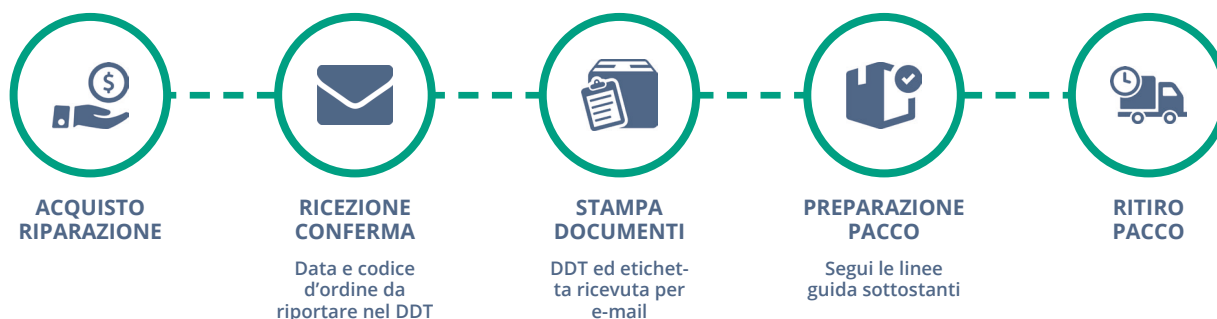 $
ACQUISTO
RIPARAZIONE
RICEZIONE
CONFERMA
Data e codice
d'ordine da
riportare nel DDT
STAMPA
DOCUMENTI
DDT ed etichet-
ta ricevuta per
e-mail
PREPARAZIONE
PACCO
Segui le linee
guida sottostanti
RITIRO
PACCO